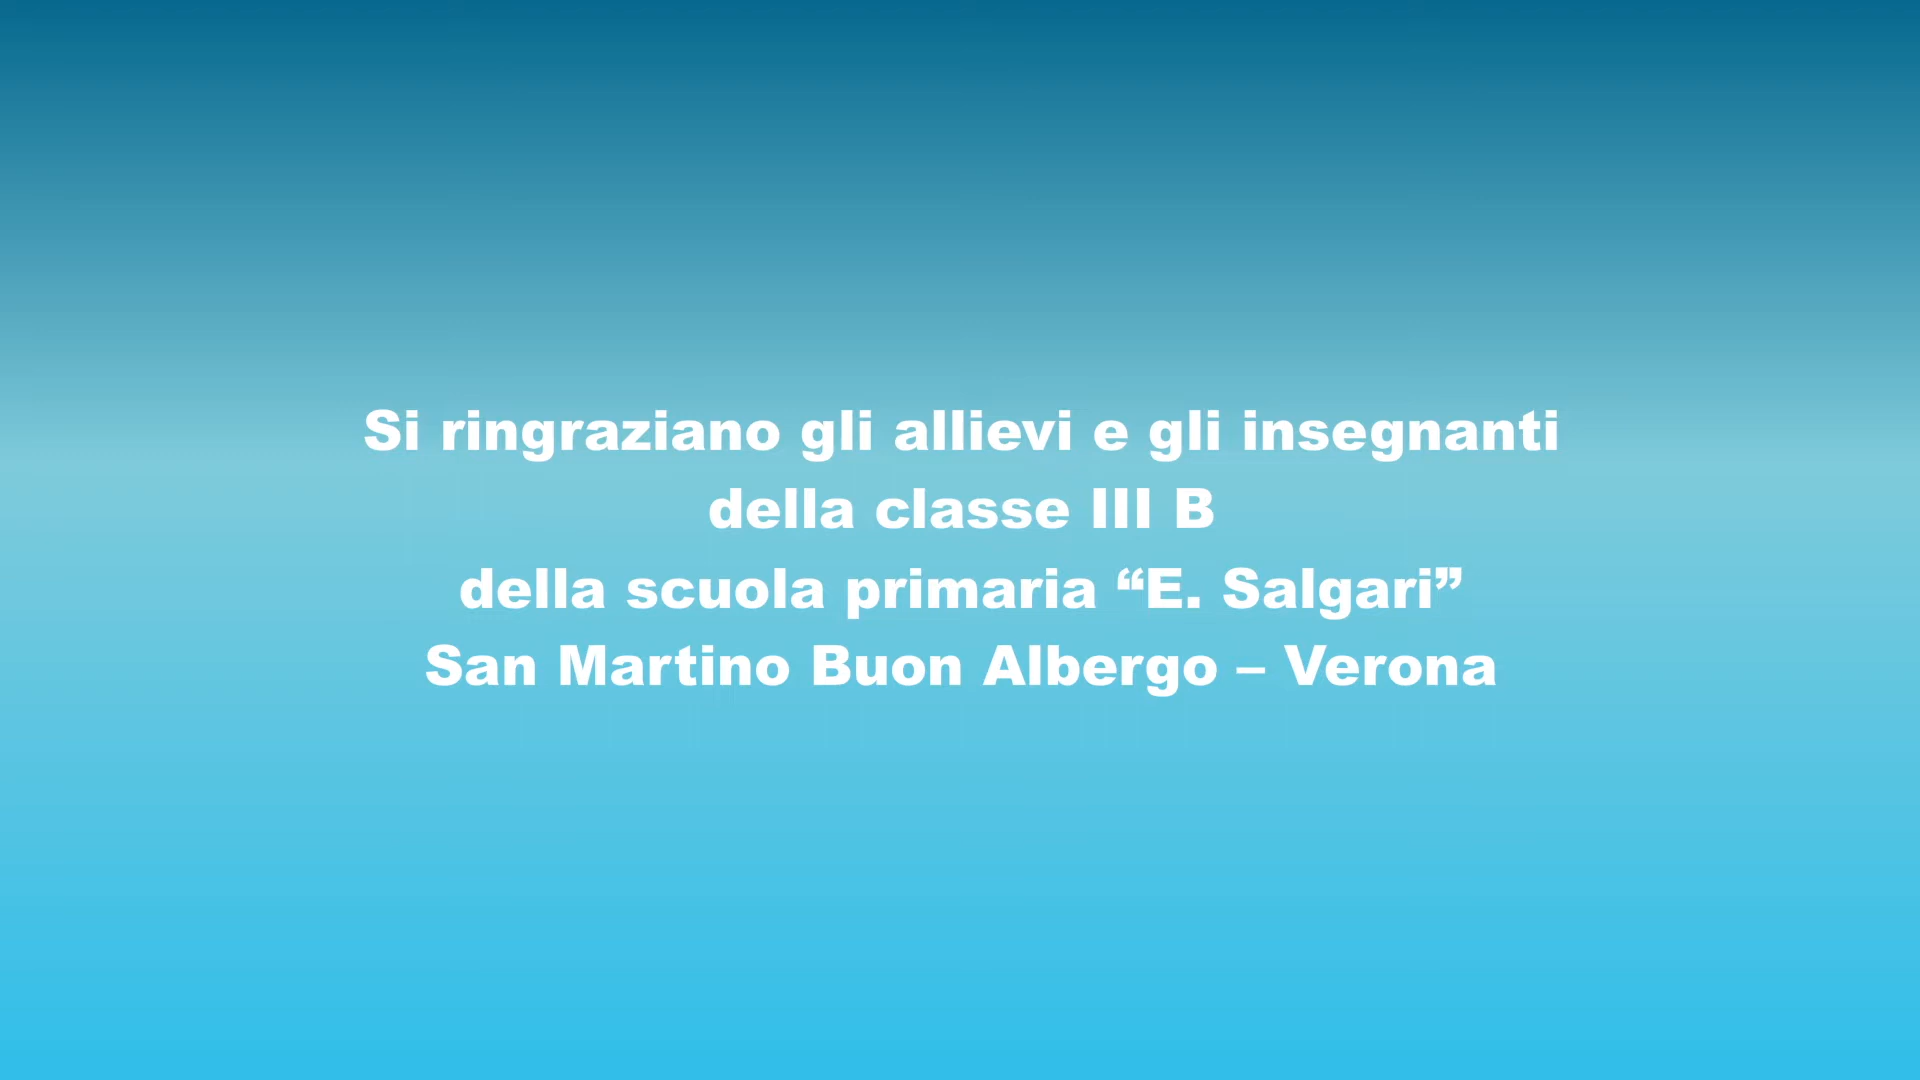 Si ringraziano gli allievi e gli insegnanti
della classe III B
della scuola primaria “E. Salgari”
San Martino Buon Albergo – Verona